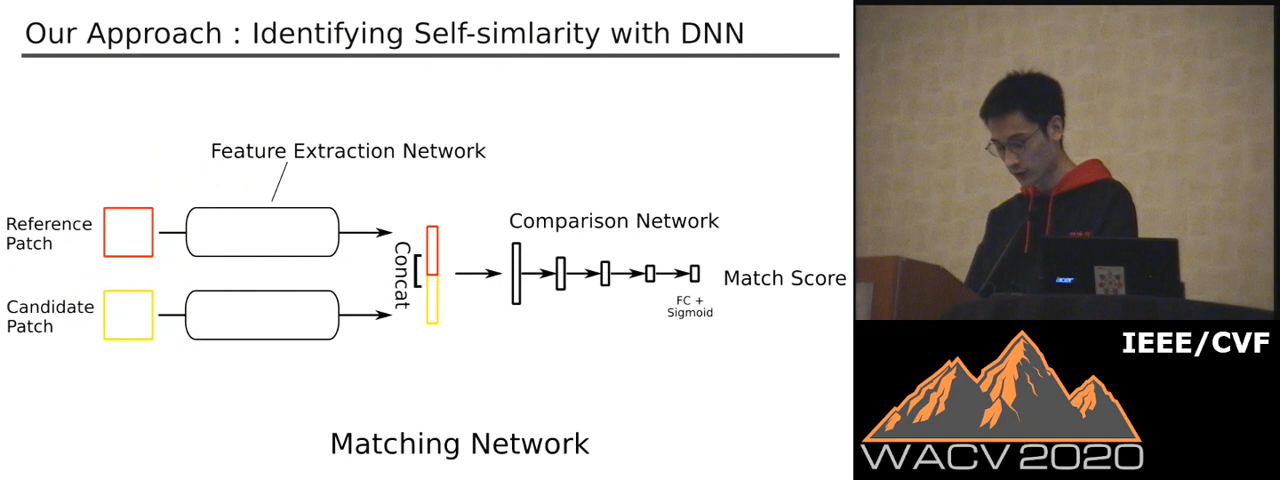 Our Approach : Identifying Self-simlarity with DNN
Feature Extraction Network
Reference
Patch
Candidate
Patch
Concat
Comparison Network
Match Score
FC +
Sigmoid
Matching Network
acer
IEEE/CVF
WACV 2020